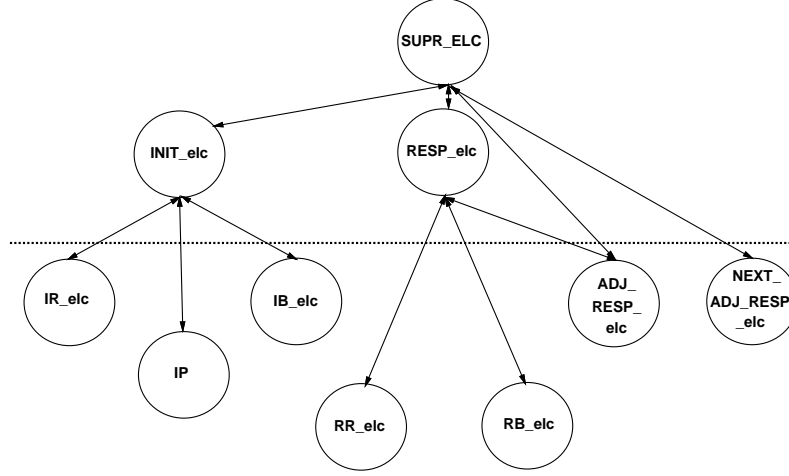 SUPR_ELC
INIT_elc
RESP_elc
IR_elc
IB_elc
ADJ_
RESP_
elc
NEXT_
ADJ_RESP
_elc
IP
RR_elc
RB_elc